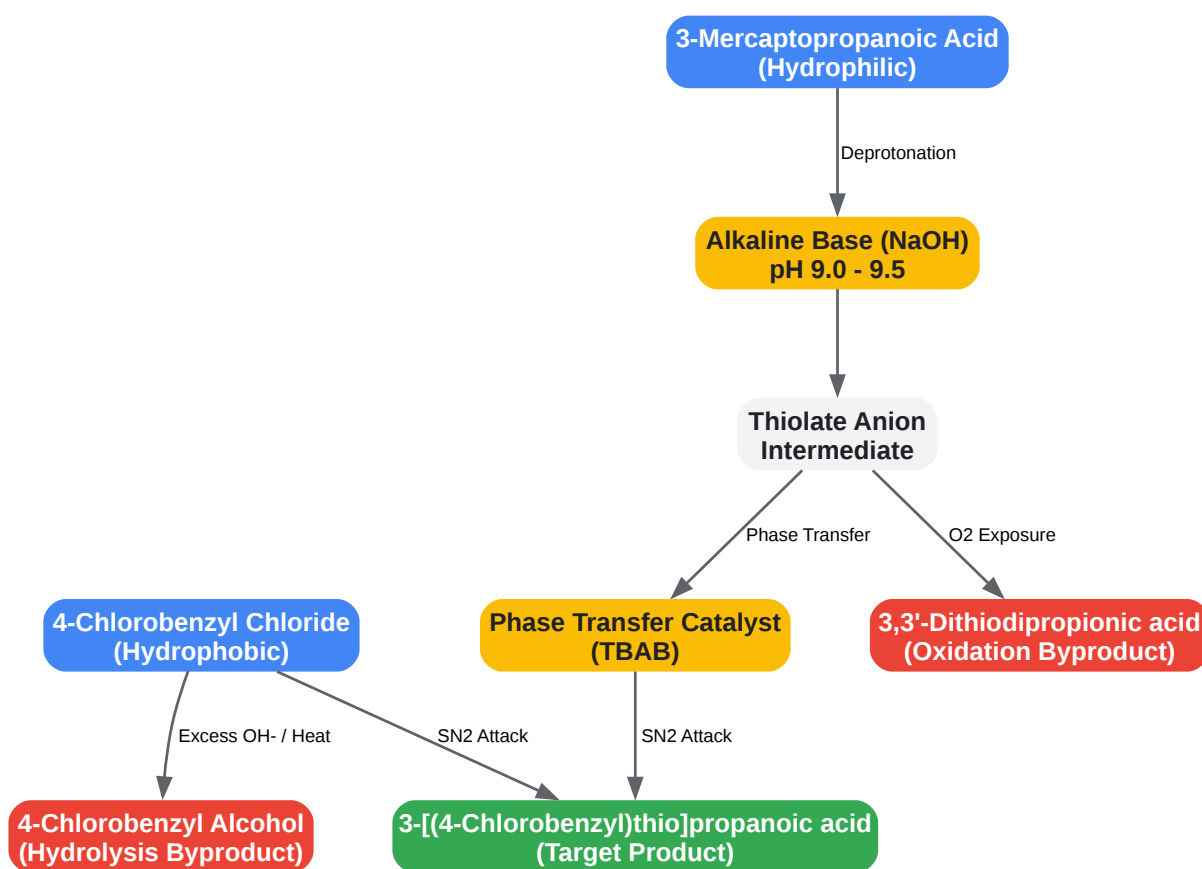 3-Mercaptopropanoic Acid
(Hydrophilic)
Deprotonation
Alkaline Base (NaOH)
pH 9.0 - 9.5
Thiolate Anion
Intermediate
Phase Transfer
O2 Exposure
4-Chlorobenzyl Chloride
(Hydrophobic)
Phase Transfer Catalyst
(TBAB)
3,3'-Dithiodipropionic acid
(Oxidation Byproduct)
Excess OH- / Heat
SN2 Attack
SN2 Attack
4-Chlorobenzyl Alcohol
(Hydrolysis Byproduct)
3-[(4-Chlorobenzyl)thio]propanoic acid
(Target Product)